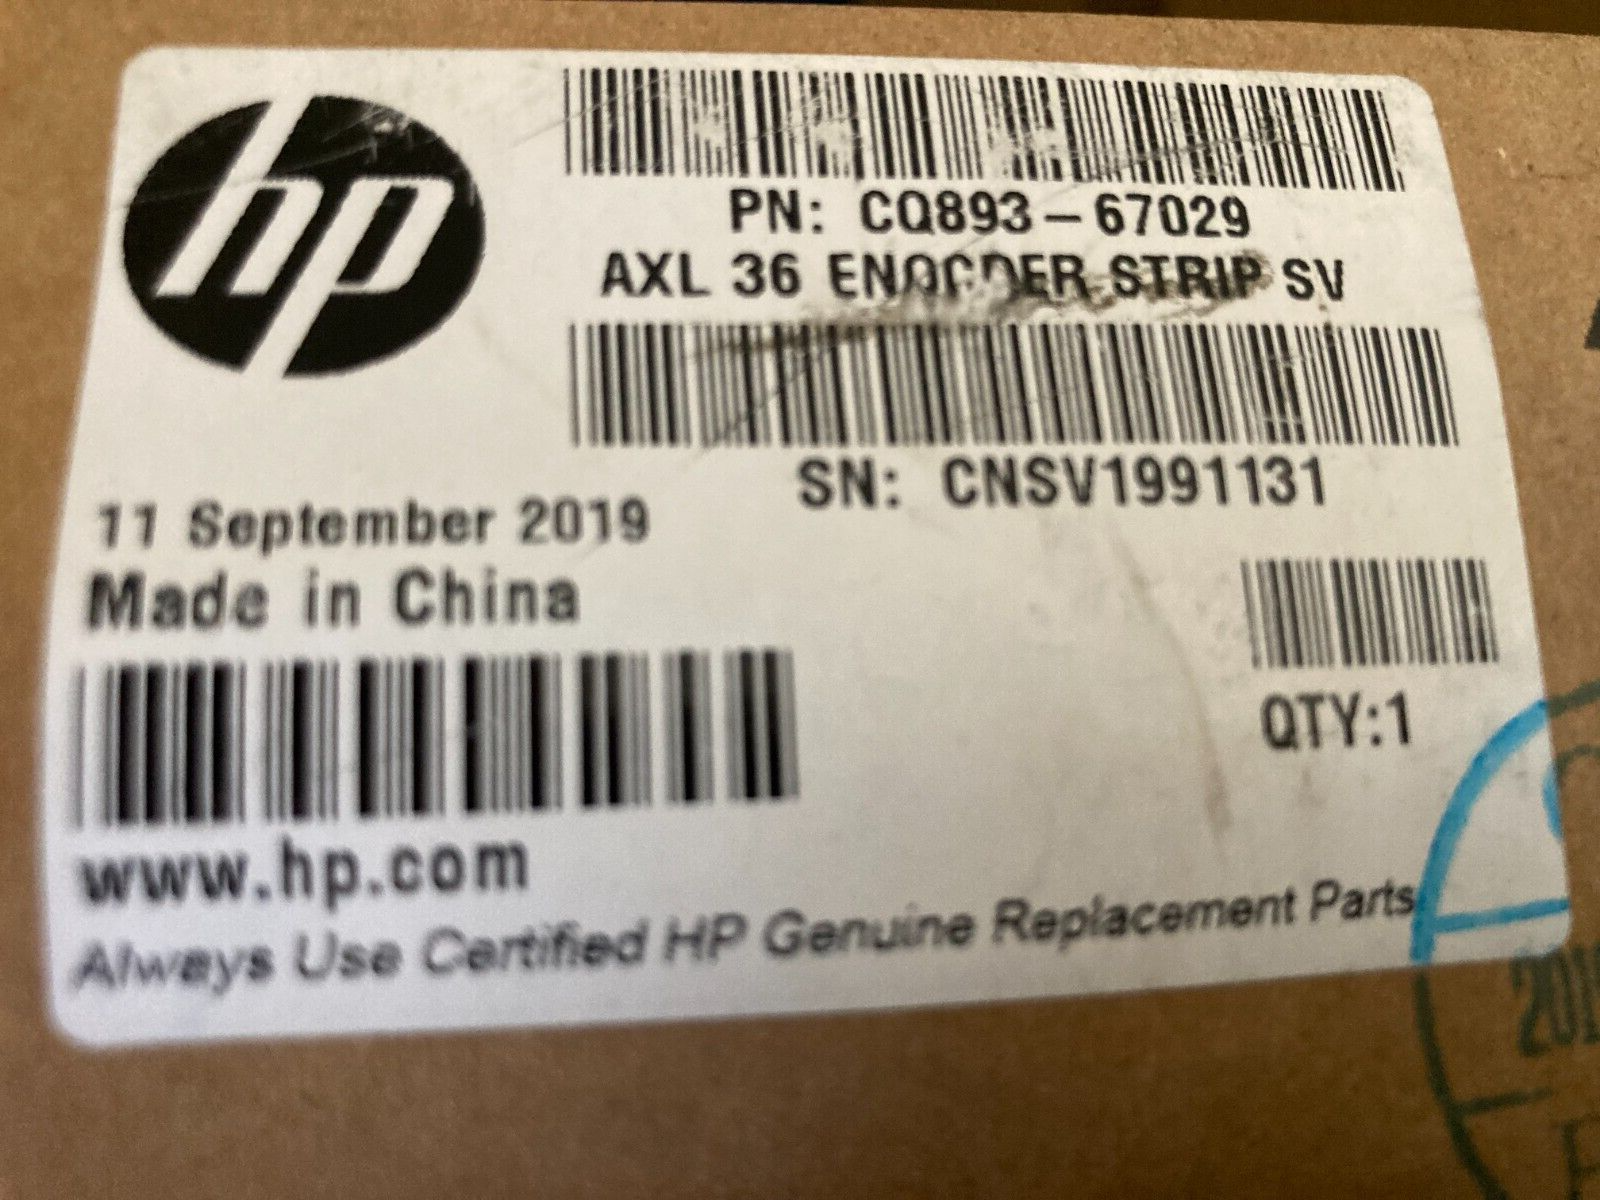 hp
PN: CQ893-67029
AXL 36 ENOCDER STRIP SV
SN: CNSV1991131
11 September 2019
Made in China
QTY:1
www.hp.com
Always Use Certified HP Genuine Replacement Parts